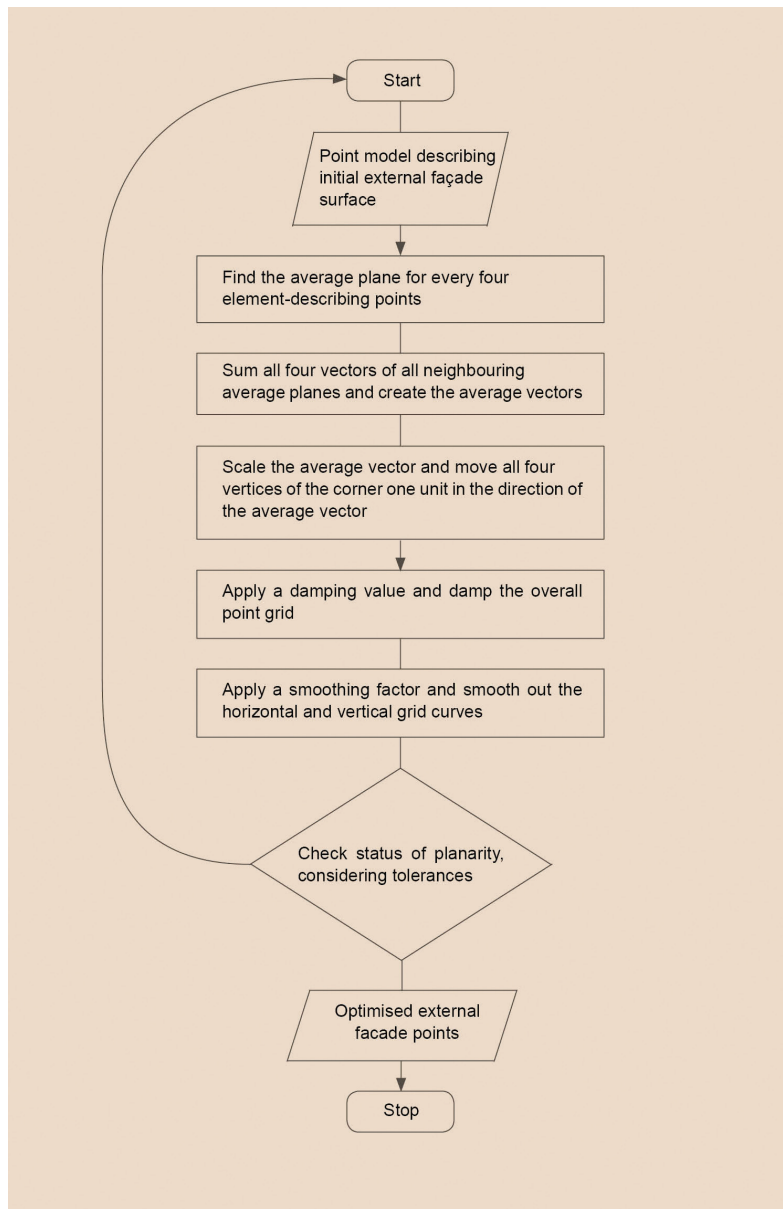 Start
Point model describing
initial external façade
surface
Find the average plane for every four
element-describing points
Sum all four vectors of all neighbouring
average planes and create the average vectors
Scale the average vector and move all four
vertices of the corner one unit in the direction of
the average vector
Apply a damping value and damp the overall
point grid
Apply a smoothing factor and smooth out the
horizontal and vertical grid curves
Check status of planarity,
considering tolerances
Optimised external
facade points
Stop